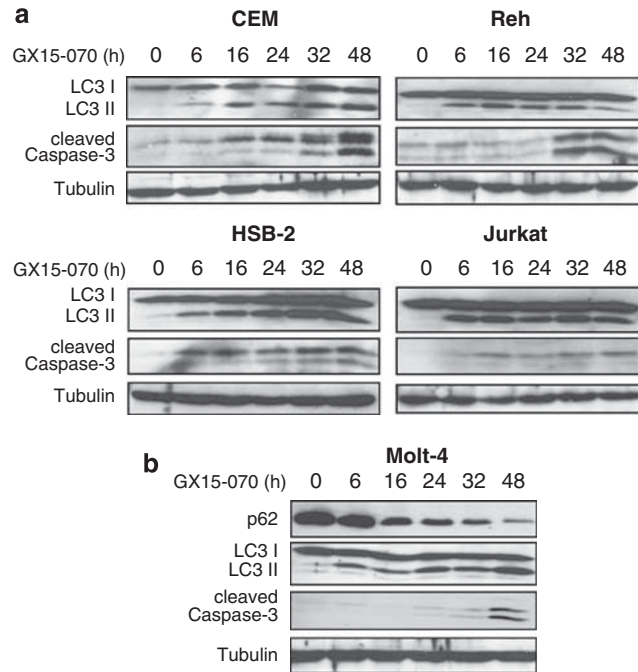 a
CEM
Reh
GX15-070 (h) 0 6 16 24 32 48
0 6 16 24 32 48
LC3 I
LC3 II
cleaved
Caspase-3
Tubulin
HSB-2
Jurkat
GX15-070 (h) 0 6 16 24 32 48
0 6 16 24 32 48
LC3 I
LC3 II
cleaved
Caspase-3
Tubulin
b
Molt-4
GX15-070 (h) 0 6 16 24 32 48
p62
LC3 I
LC3 II
cleaved
Caspase-3
Tubulin